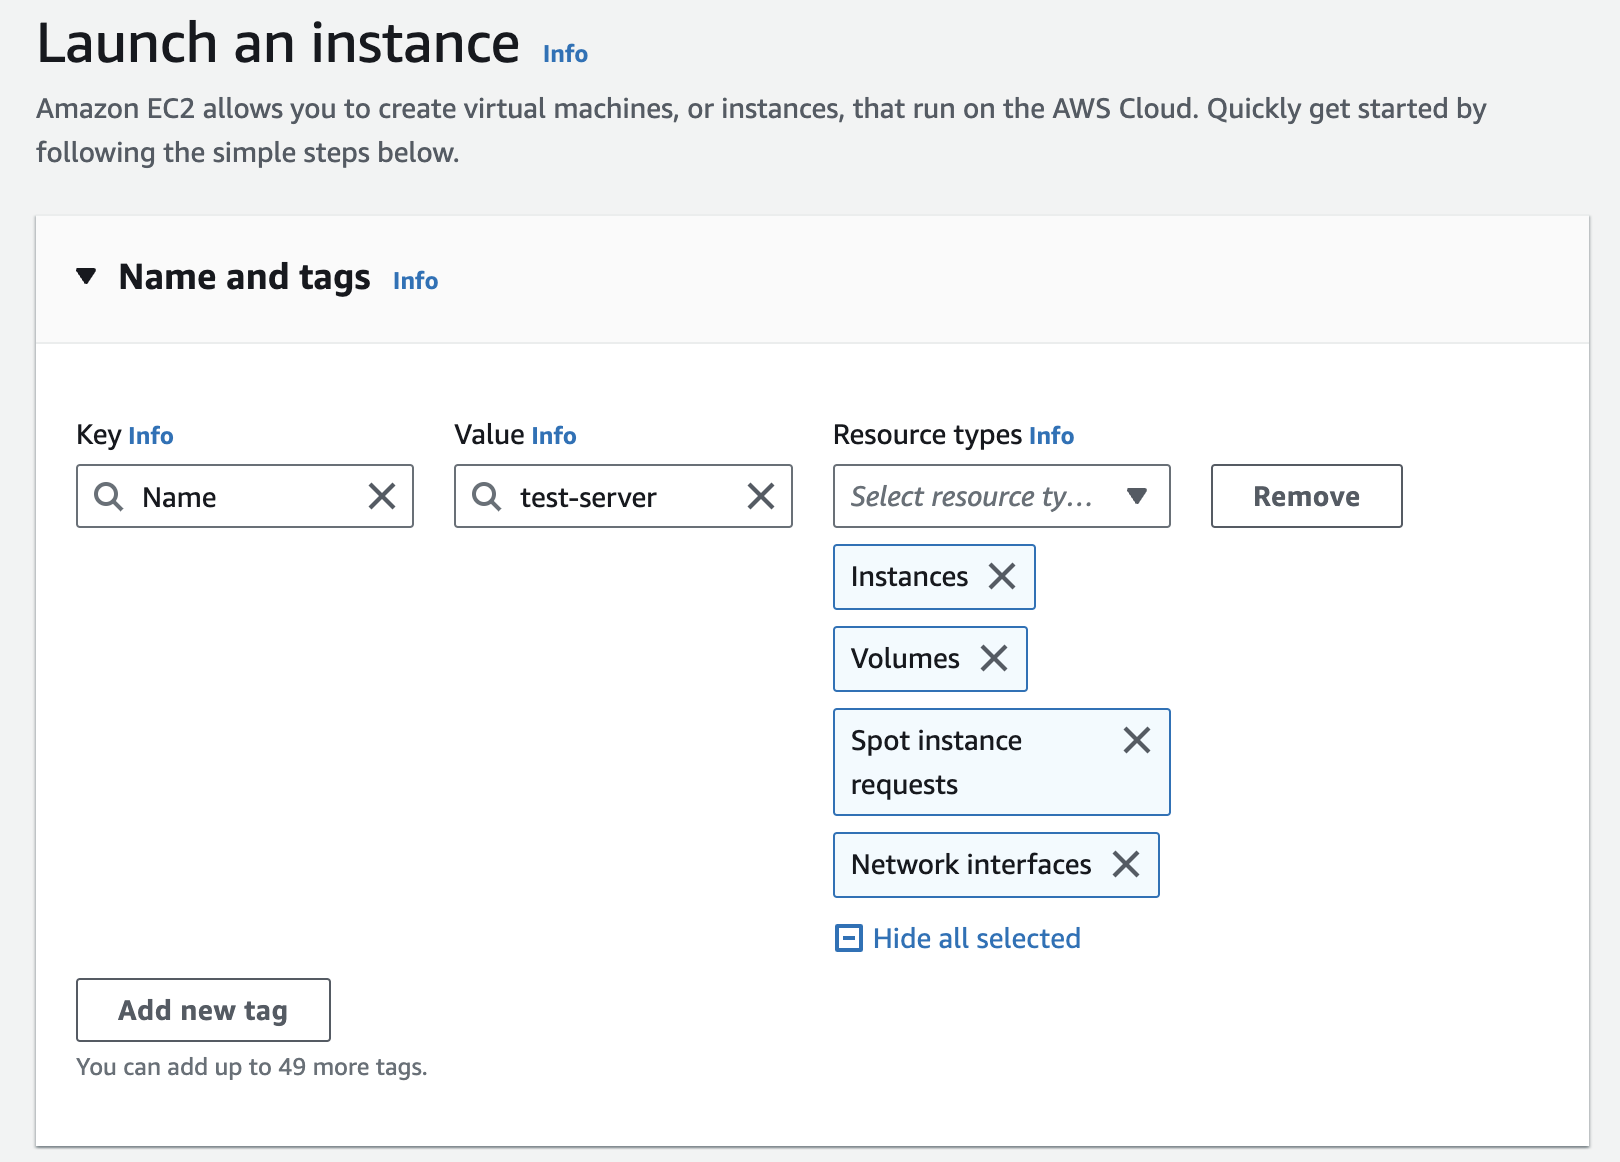 Launch an instance Info
Amazon EC2 allows you to create virtual machines, or instances, that run on the AWS Cloud. Quickly get started by
following the simple steps below.
Name and tags Info
Key Info
Value Info
Resource types Info
Name
test-server
Select resource ty...
Remove
Instances
Volumes
Spot instance
requests
Network interfaces
Hide all selected
Add new tag
You can add up to 49 more tags.